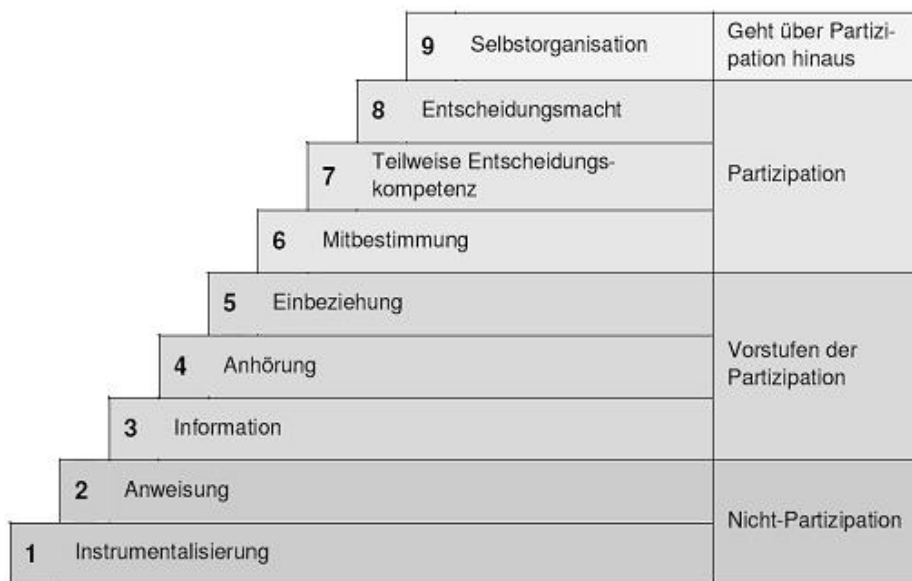 9 Selbstorganisation
Geht über Partizi-
pation hinaus
8 Entscheidungsmacht
7 Teilweise Entscheidungs-
kompetenz
Partizipation
6 Mitbestimmung
5 Einbeziehung
4 Anhörung
Vorstufen der
Partizipation
3 Information
2 Anweisung
Nicht-Partizipation
1 Instrumentalisierung